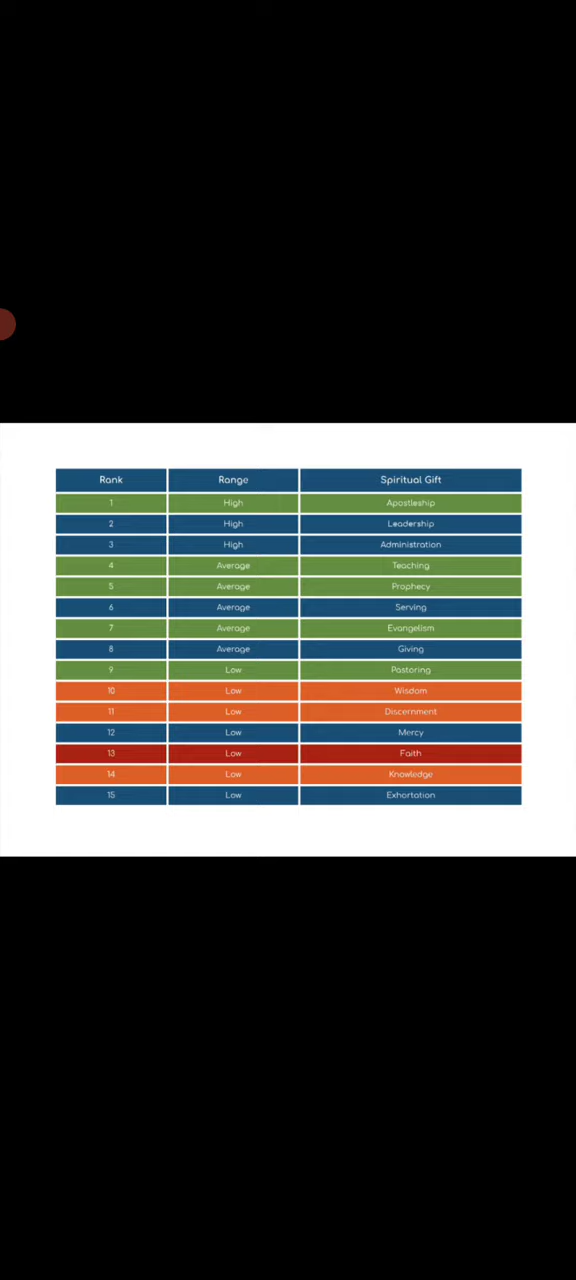 Rank Range Spiritual Gift
1 High Apostleship
2 High Leadership
3 High Administration
4 Average Teaching
5 Average Prophecy
6 Average Serving
7 Average Evangelism
8 Average Giving
9 Low Pastoring
10 Low Wisdom
11 Low Discernment
12 Low Mercy
13 Low Faith
14 Low Knowledge
15 Low Exhortation